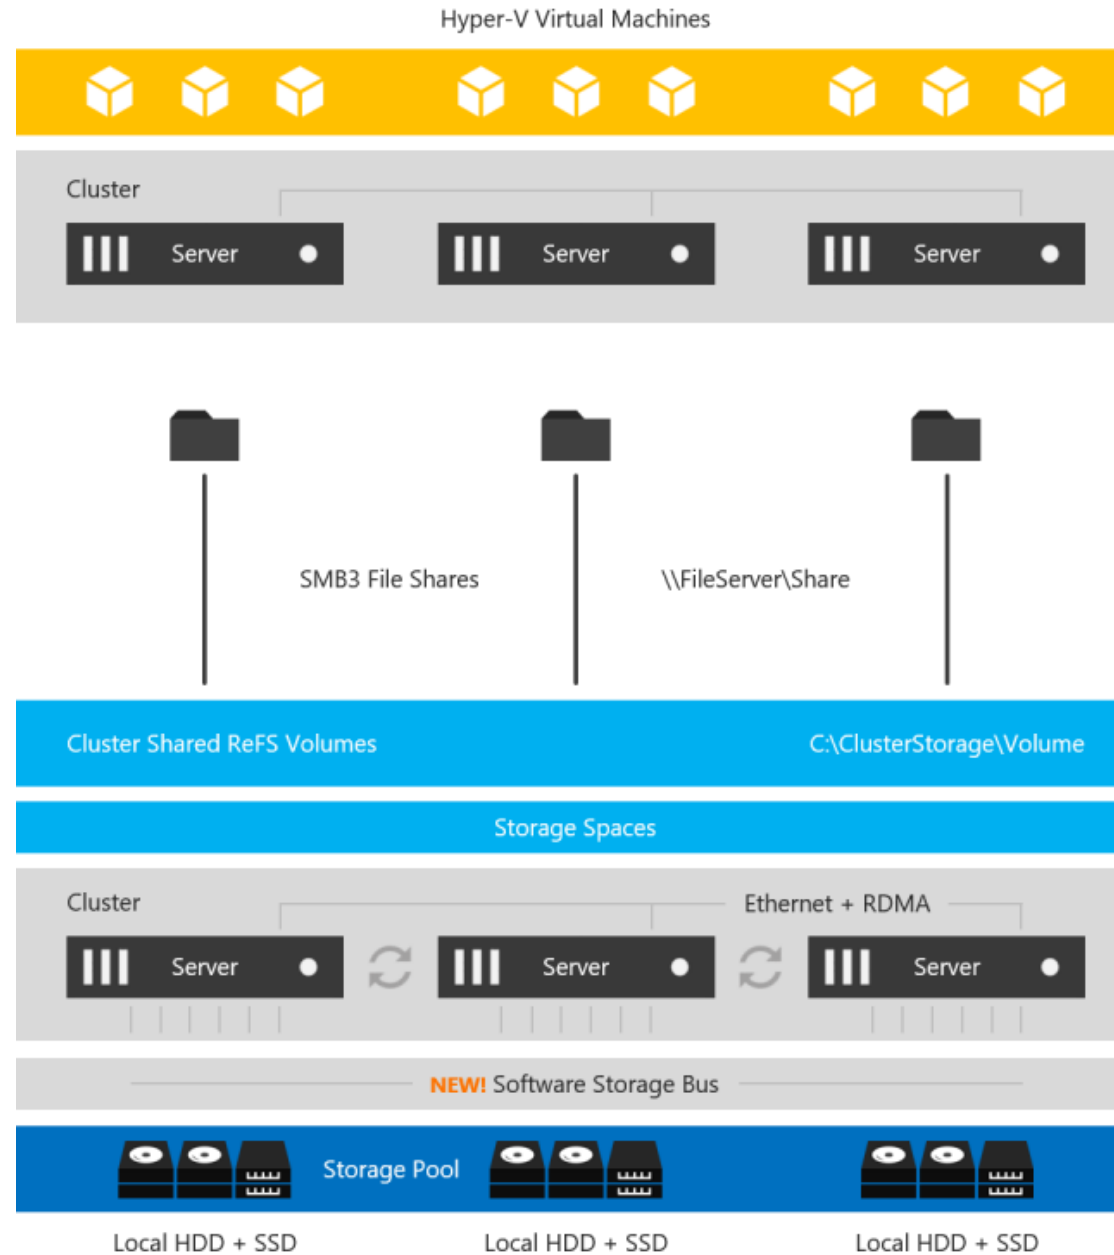 Hyper-V Virtual Machines
Cluster
Server Server Server
SMB3 File Shares \\FileServer\Share
Cluster Shared ReFS Volumes C:\ClusterStorage\Volume
Storage Spaces
Cluster Ethernet + RDMA
Server Server Server
NEW! Software Storage Bus
Storage Pool
Local HDD + SSD Local HDD + SSD Local HDD + SSD